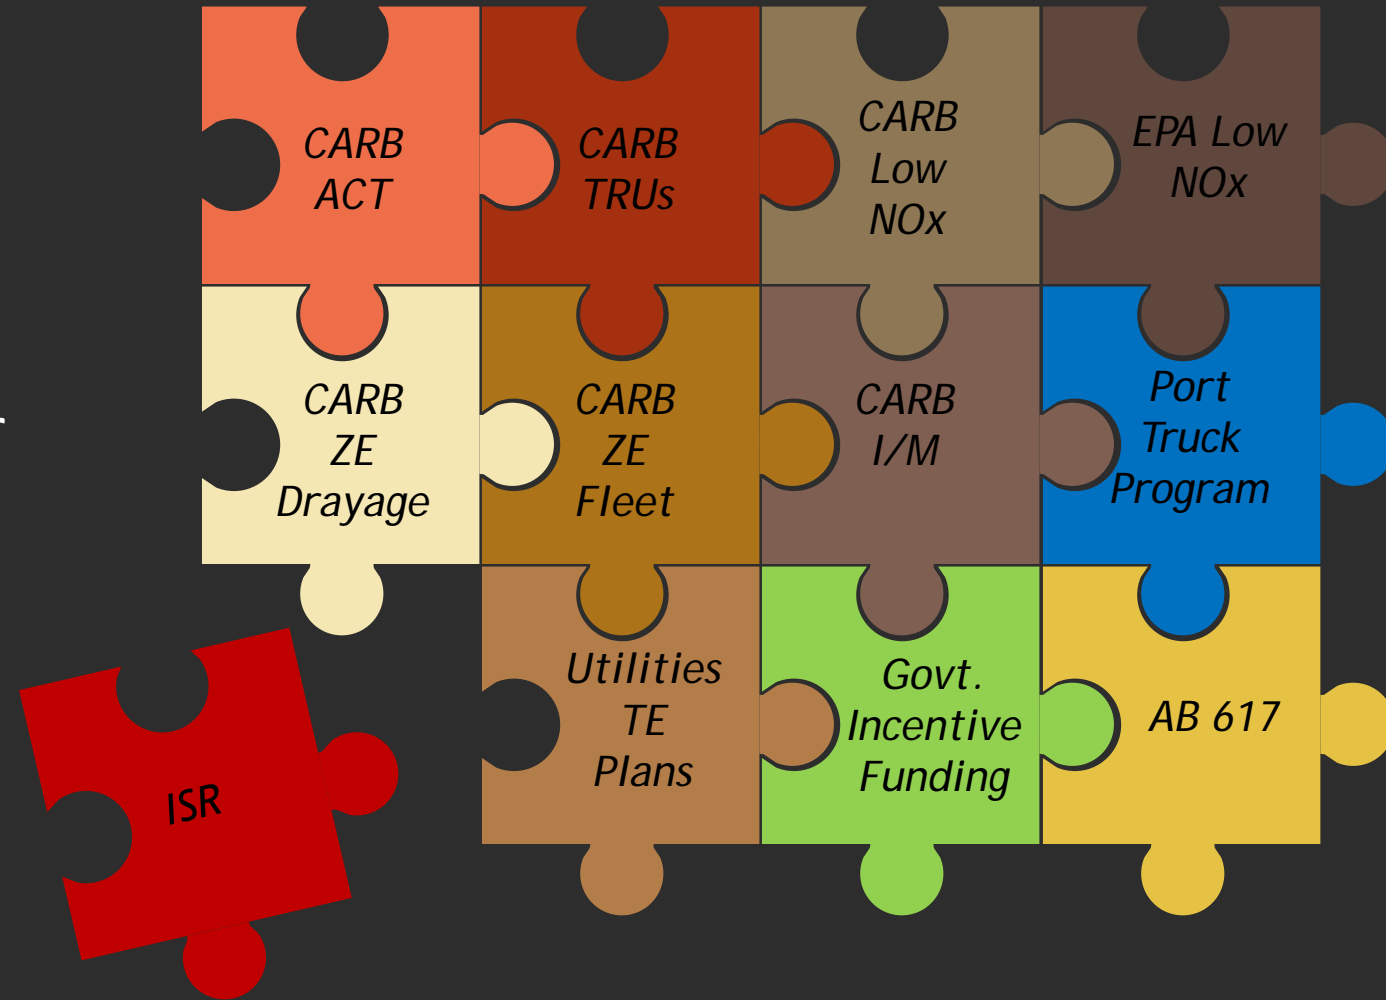 CARB
ACT
CARB
TRUs
CARB
Low
NOx
EPA Low
NOx
CARB
ZE
Drayage
CARB
ZE
Fleet
CARB
I/M
Port
Truck
Program
ISR
Utilities
TE
Plans
Govt.
Incentive
Funding
AB 617